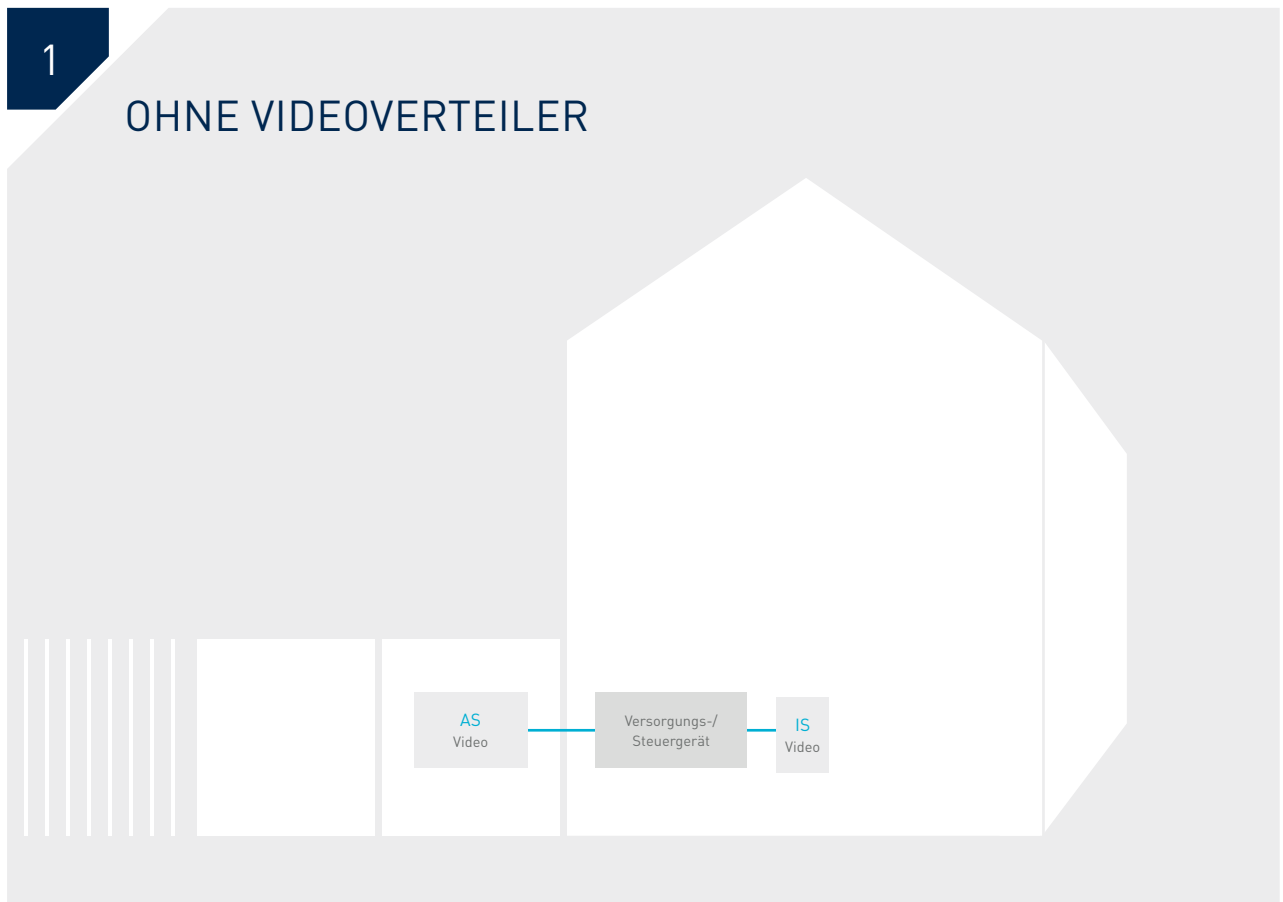 1
OHNE VIDEOVERTEILER
AS
Video
Versorgungs-/
Steuergerät
IS
Video